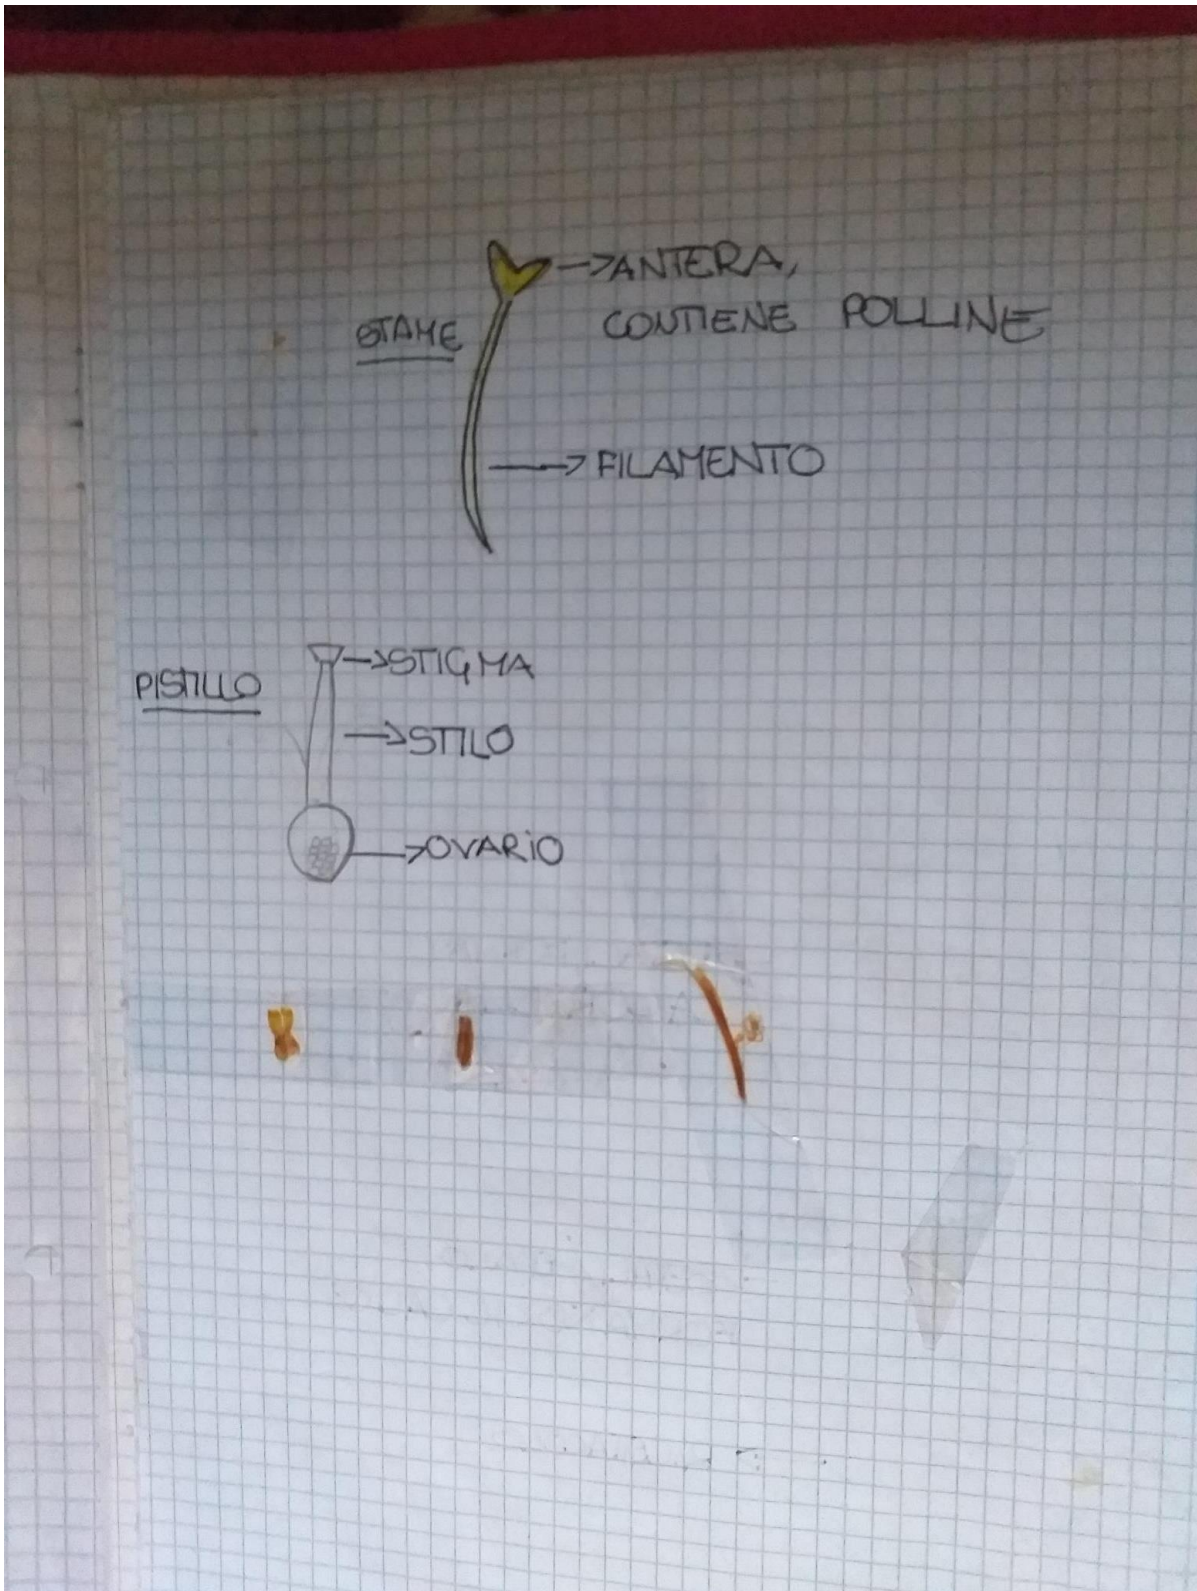 →ANTERA,
STAME
CONTIENE POLLINE
→FILAMENTO
→STIGMA
PISTILLO
→STILO
→OVARIO